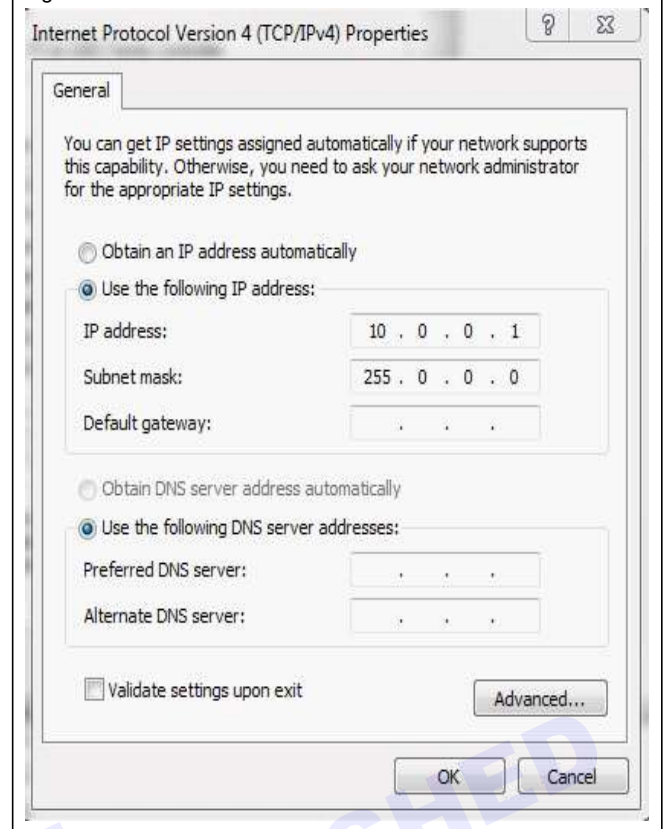 Internet Protocol Version 4 (TCP/IPv4) Properties
General
You can get IP settings assigned automatically if your network supports
this capability. Otherwise, you need to ask your network administrator
for the appropriate IP settings.
Obtain an IP address automatically
Use the following IP address:
IP address: 10 . 0 . 0 . 1
Subnet mask: 255 . 0 . 0 . 0
Default gateway: . . .
Obtain DNS server address automatically
Use the following DNS server addresses:
Preferred DNS server: . . .
Alternate DNS server: . . .
Validate settings upon exit
Advanced...
OK Cancel